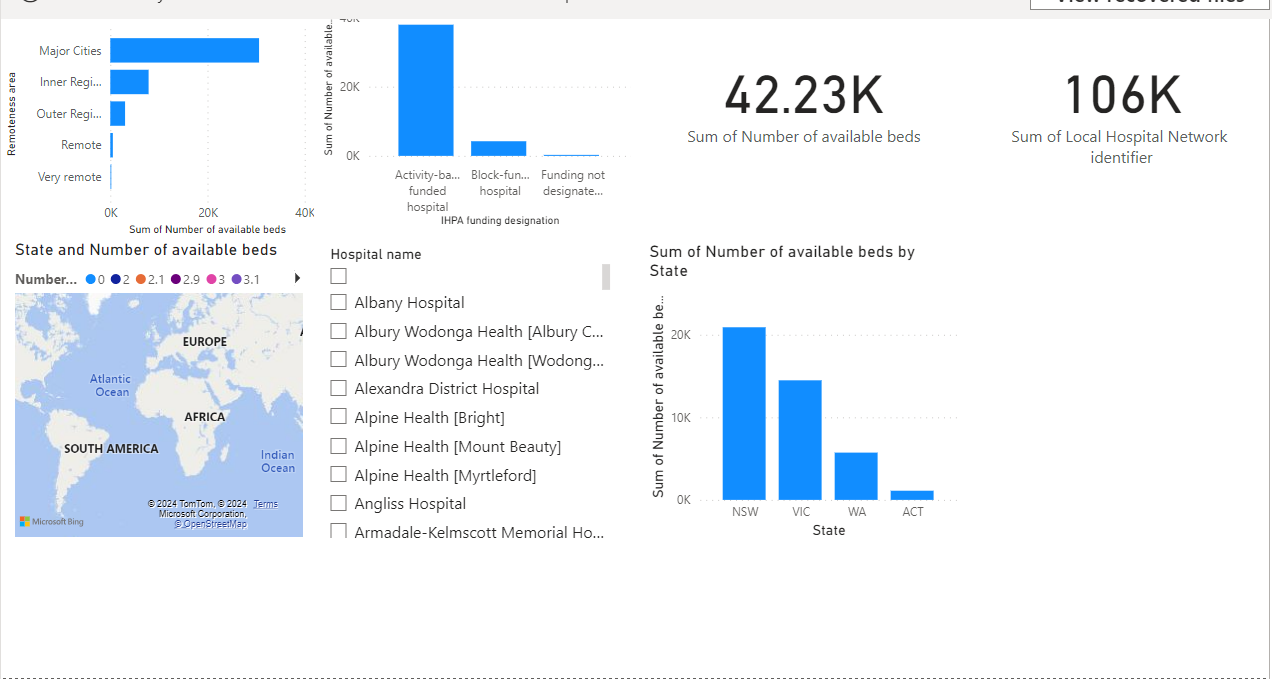 View recovered files
Remoteness area
Major Cities
Inner Regi...
Outer Regi...
Remote
Very remote
0K
20K
40K
Sum of Number of available beds
Sum of Number of available...
40K
20K
0K
Activity-ba...
funded
hospital
Block-fun...
hospital
Funding not
designate...
IHPA funding designation
42.23K
Sum of Number of available beds
106K
Sum of Local Hospital Network
identifier
State and Number of available beds
Number... 0 2 2.1 2.9 3 3.1
EUROPE
Atlantic
Ocean
AFRICA
SOUTH AMERICA
Indian
Ocean
© 2024 TomTom, © 2024 Terms
Microsoft Corporation,
© OpenStreetMap
Microsoft Bing
Hospital name
Albany Hospital
Albury Wodonga Health [Albury C...
Albury Wodonga Health [Wodong...
Alexandra District Hospital
Alpine Health [Bright]
Alpine Health [Mount Beauty]
Alpine Health [Myrtleford]
Angliss Hospital
Armadale-Kelmscott Memorial Ho...
Sum of Number of available beds by
State
Sum of Number of available be...
20K
10K
0K
NSW
VIC
WA
ACT
State